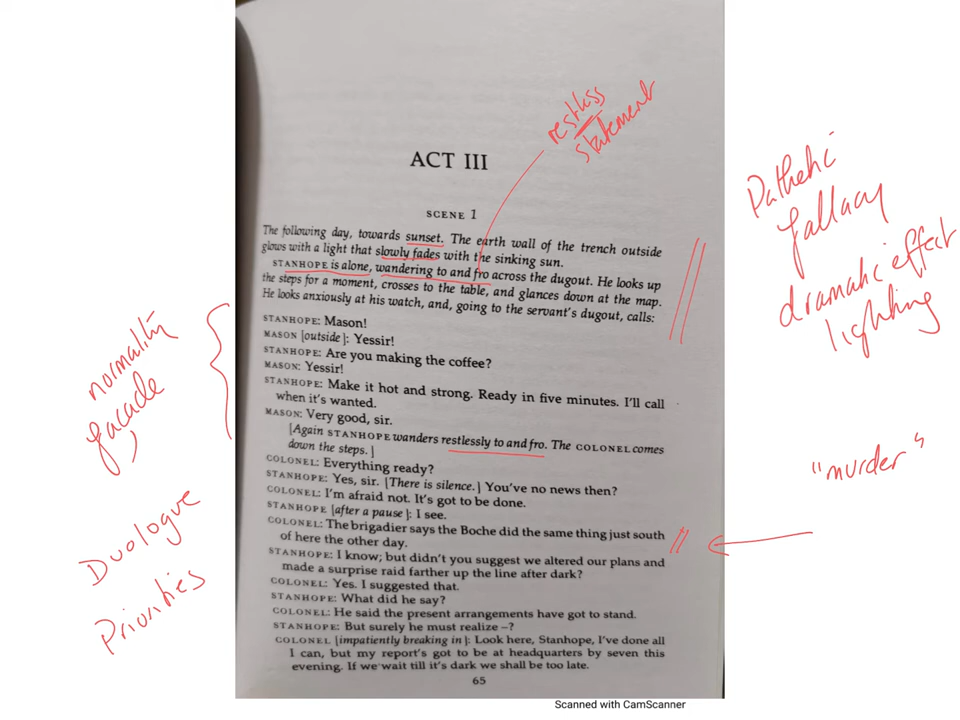 restless
statement
ACT III
SCENE 1
The following day, towards sunset. The earth wall of the trench outside
glows with a light that slowly fades with the sinking sun.
STANHOPE is alone, wandering to and fro across the dugout. He looks up
the steps for a moment, crosses to the table, and glances down at the map.
He looks anxiously at his watch, and, going to the servant's dugout, calls:
STANHOPE: Mason!
MASON [outside]: Yessir!
STANHOPE: Are you making the coffee?
MASON: Yessir!
STANHOPE: Make it hot and strong. Ready in five minutes. I'll call
when it's wanted.
MASON: Very good, sir.
[Again STANHOPE wanders restlessly to and fro. The COLONEL comes
down the steps.]
COLONEL: Everything ready?
STANHOPE: Yes, sir. [There is silence.] You've no news then?
COLONEL: I'm afraid not. It's got to be done.
STANHOPE [after a pause]: I see.
COLONEL: The brigadier says the Boche did the same thing just south
of here the other day.
STANHOPE: I know; but didn't you suggest we altered our plans and
made a surprise raid farther up the line after dark?
COLONEL: Yes. I suggested that.
STANHOPE: What did he say?
COLONEL: He said the present arrangements have got to stand.
STANHOPE: But surely he must realize –?
COLONEL [impatiently breaking in]: Look here, Stanhope, I've done all
I can, but my report's got to be at headquarters by seven this
evening. If we wait till it's dark we shall be too late.
65
normality
facade
Duologue
Priorities
Pathetic
fallacy
dramatic effect
lighting
"murder"
Scanned with CamScanner